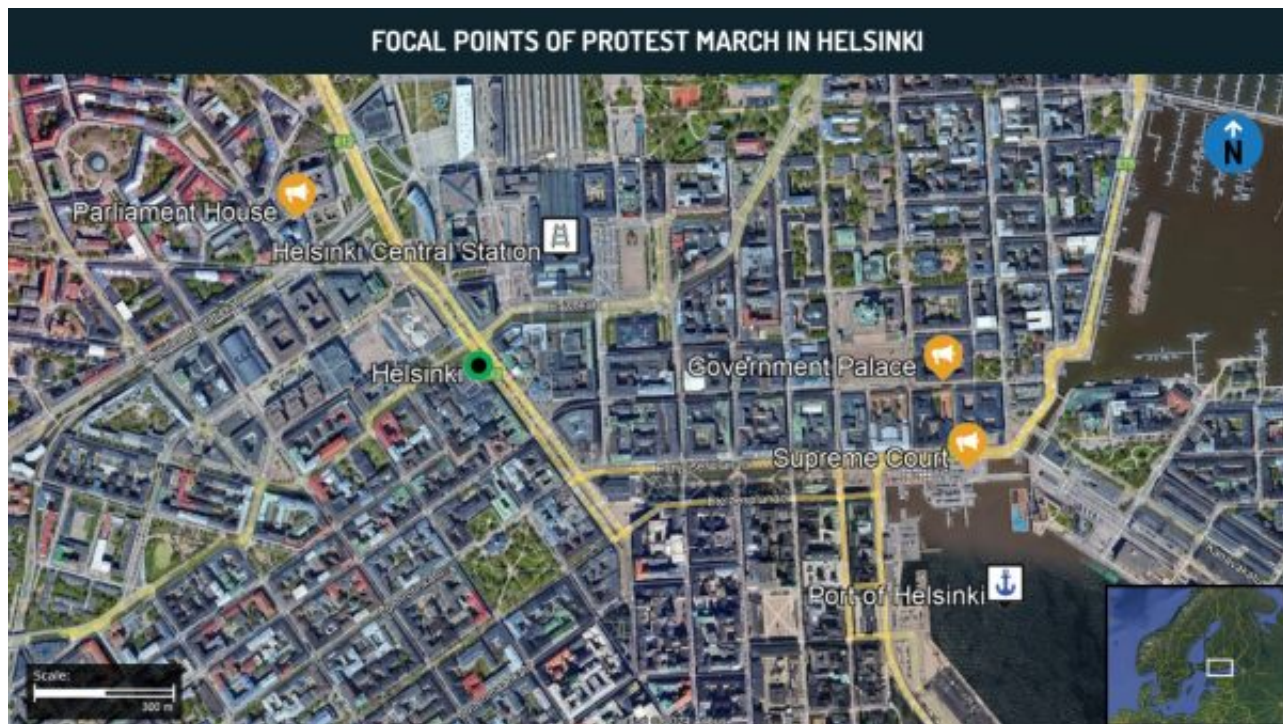 FOCAL POINTS OF PROTEST MARCH IN HELSINKI
N
Parliament House
Helsinki Central Station
Helsinki
Government Palace
Supreme Court
Port of Helsinki
Kanavakatu
Scale:
300 m